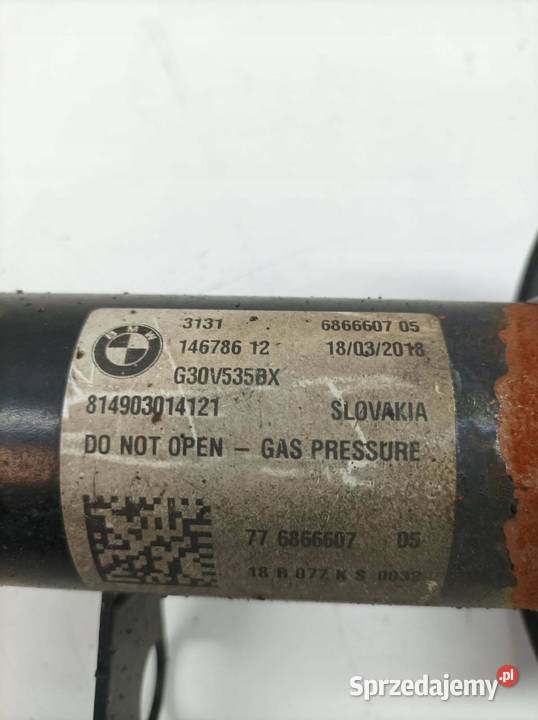 BMW
3131 6866607 05
146786 12 18/03/2018
G30V535BX
814903014121 SLOVAKIA
DO NOT OPEN - GAS PRESSURE
77 6866607 05
18 R 077 K S 0032
Sprzedajemy.pl